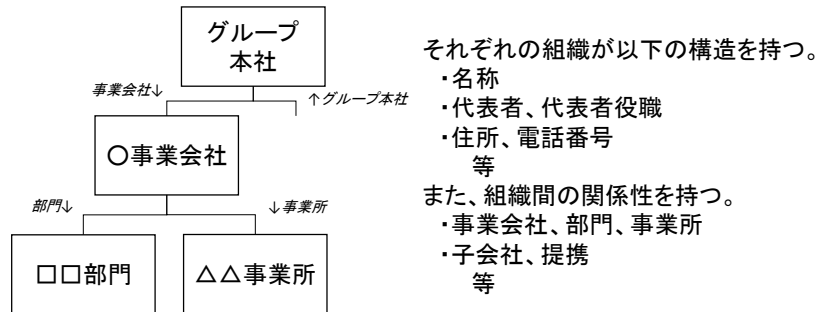 グループ
本社
事業会社↓
↑グループ本社
〇事業会社
部門↓
↓事業所
□□部門
△△事業所
それぞれの組織が以下の構造を持つ。
・名称
・代表者、代表者役職
・住所、電話番号
等
また、組織間の関係性を持つ。
・事業会社、部門、事業所
・子会社、提携
等